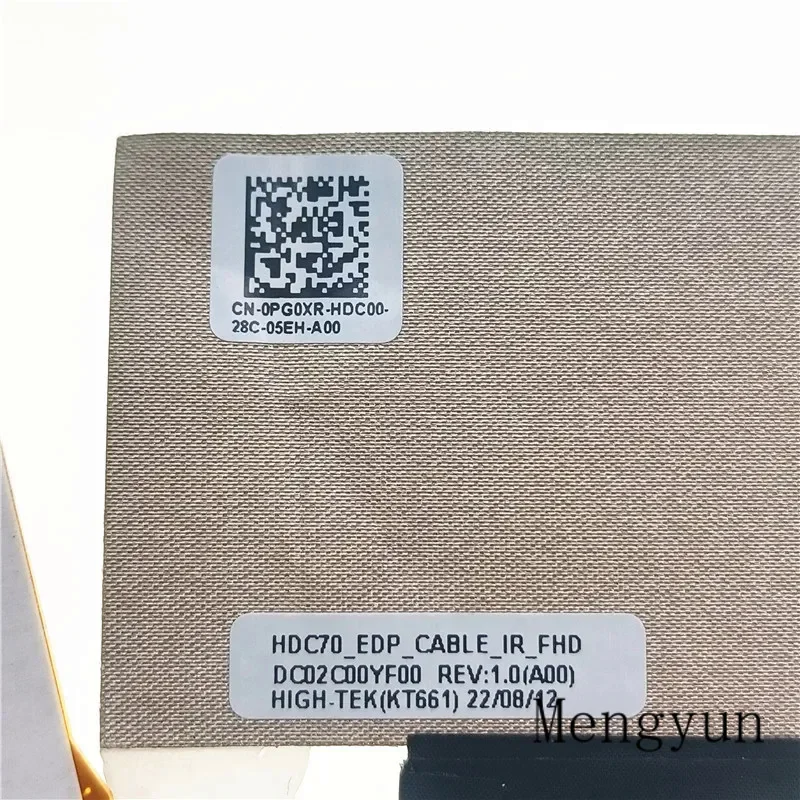 CN-0PG0XR-HDC00-
28C-05EH-A00
HDC70_EDP_CABLE_IR_FHD
DC02C00YF00 REV:1.0(A00)
HIGH-TEK(KT661) 22/08/12
Mengyun